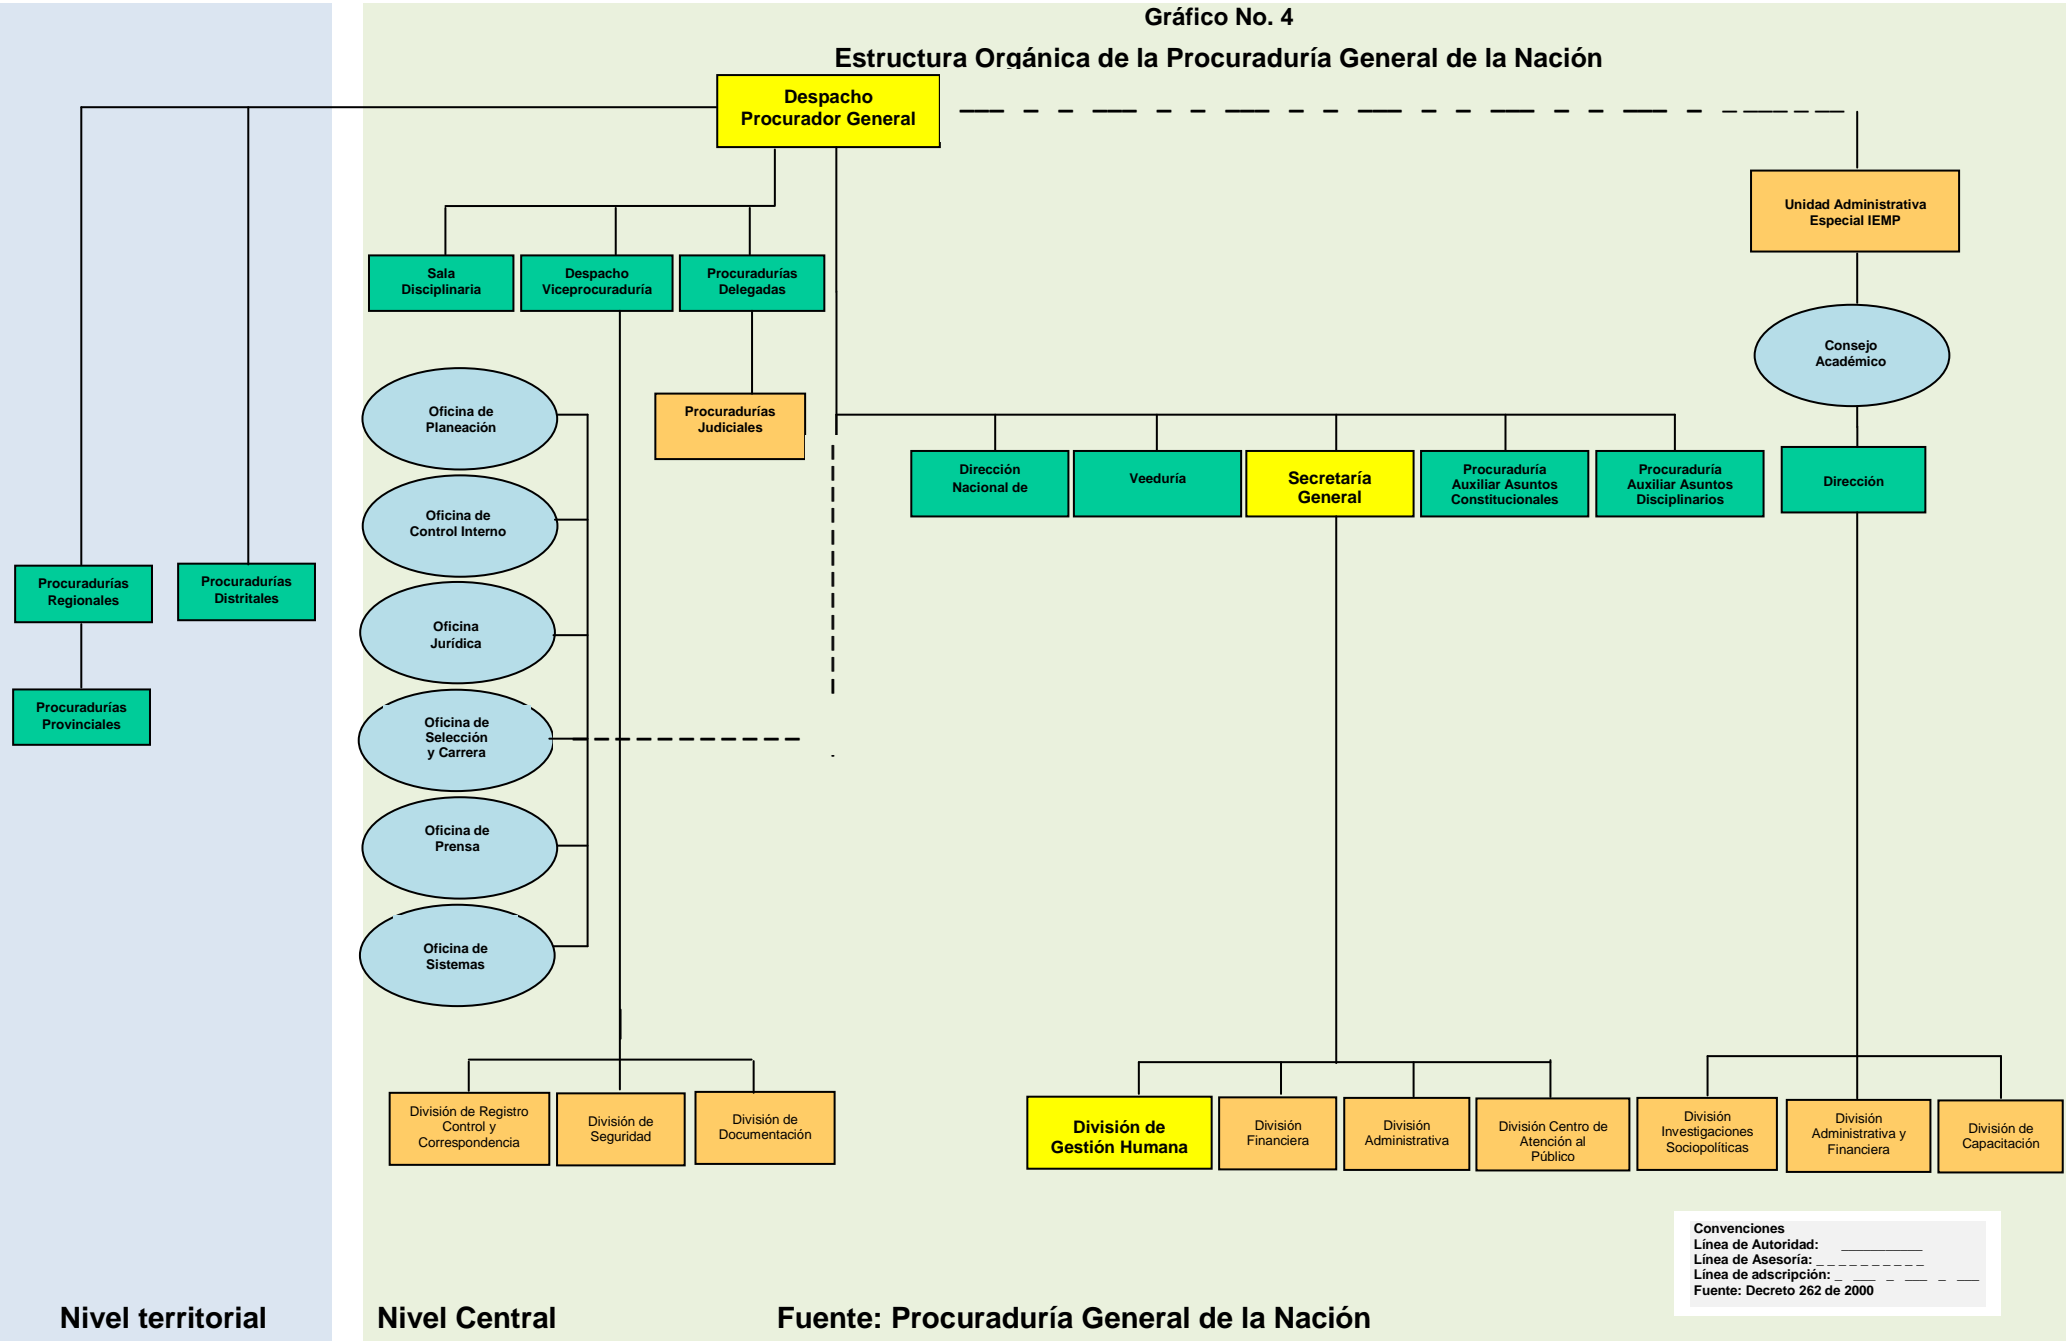 Gráfico No. 4
Estructura Orgánica de la Procuraduría General de la Nación
Despacho
Procurador General
Unidad Administrativa
Especial IEMP
Sala
Disciplinaria
Despacho
Viceprocuraduría
Procuradurías
Delegadas
Consejo
Académico
Oficina de
Planeación
Procuradurías
Judiciales
Dirección
Nacional de
Veeduría
Secretaría
General
Procuraduría
Auxiliar Asuntos
Constitucionales
Procuraduría
Auxiliar Asuntos
Disciplinarios
Dirección
Oficina de
Control Interno
Procuradurías
Regionales
Procuradurías
Distritales
Oficina
Jurídica
Procuradurías
Provinciales
Oficina de
Selección
y Carrera
Oficina de
Prensa
Oficina de
Sistemas
División de Registro
Control y
Correspondencia
División de
Seguridad
División de
Documentación
División de
Gestión Humana
División
Financiera
División
Administrativa
División Centro de
Atención al
Público
División
Investigaciones
Sociopolíticas
División
Administrativa y
Financiera
División de
Capacitación
Convenciones
Línea de Autoridad: ___________
Línea de Asesoría: _ _ _ _ _ _ _ _ _ _
Línea de adscripción: _ ___ _ ___ _ ___
Fuente: Decreto 262 de 2000
Nivel territorial
Nivel Central
Fuente: Procuraduría General de la Nación